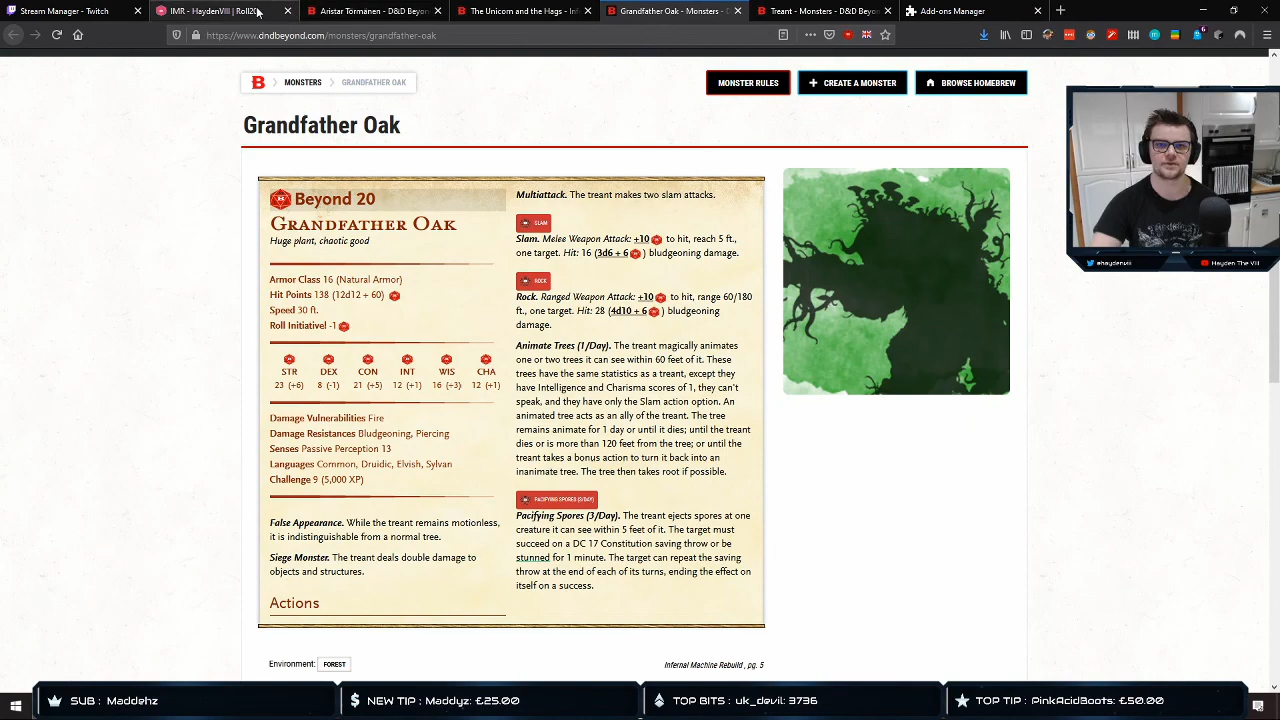 Stream Manager - Twitch
IMR - HaydenVill | Roll20
Aristar Tormänen - D&D Beyon
The Unicorn and the Hags - Inf
Grandfather Oak - Monsters -
Treant - Monsters - D&D Beyon
Add-ons Manager
https://www.dndbeyond.com/monsters/grandfather-oak
MONSTERS
GRANDFATHER OAK
MONSTER RULES
CREATE A MONSTER
BROWSE HOMEBREW
Grandfather Oak
Beyond 20
Grandfather Oak
Huge plant, chaotic good
Armor Class 16 (Natural Armor)
Hit Points 138 (12d12 + 60)
Speed 30 ft.
Roll Initiative! -1
STR DEX CON INT WIS CHA
23 (+6) 8 (-1) 21 (+5) 12 (+1) 16 (+3) 12 (+1)
Damage Vulnerabilities Fire
Damage Resistances Bludgeoning, Piercing
Senses Passive Perception 13
Languages Common, Druidic, Elvish, Sylvan
Challenge 9 (5,000 XP)
False Appearance. While the treant remains motionless,
it is indistinguishable from a normal tree.
Siege Monster. The treant deals double damage to
objects and structures.
Actions
Multiattack. The treant makes two slam attacks.
SLAM
Slam. Melee Weapon Attack: +10 to hit, reach 5 ft.,
one target. Hit: 16 (3d6 + 6) bludgeoning damage.
ROCK
Rock. Ranged Weapon Attack: +10 to hit, range 60/180
ft., one target. Hit: 28 (4d10 + 6) bludgeoning
damage.
Animate Trees (1/Day). The treant magically animates
one or two trees it can see within 60 feet of it. These
trees have the same statistics as a treant, except they
have Intelligence and Charisma scores of 1, they can't
speak, and they have only the Slam action option. An
animated tree acts as an ally of the treant. The tree
remains animate for 1 day or until it dies; until the treant
dies or is more than 120 feet from the tree; or until the
treant takes a bonus action to turn it back into an
inanimate tree. The tree then takes root if possible.
PACIFYING SPORES (3/DAY)
Pacifying Spores (3/Day). The treant ejects spores at one
creature it can see within 5 feet of it. The target must
succeed on a DC 17 Constitution saving throw or be
stunned for 1 minute. The target can repeat the saving
throw at the end of each of its turns, ending the effect on
itself on a success.
Environment: FOREST
Infernal Machine Rebuild , pg. 5
ehaydenviii
Hayden The VIII
SUB : Maddehz
NEW TIP : Maddyz: £25.00
TOP BITS : uk_devil: 3736
TOP TIP : PinkAcidBoots: £50.00